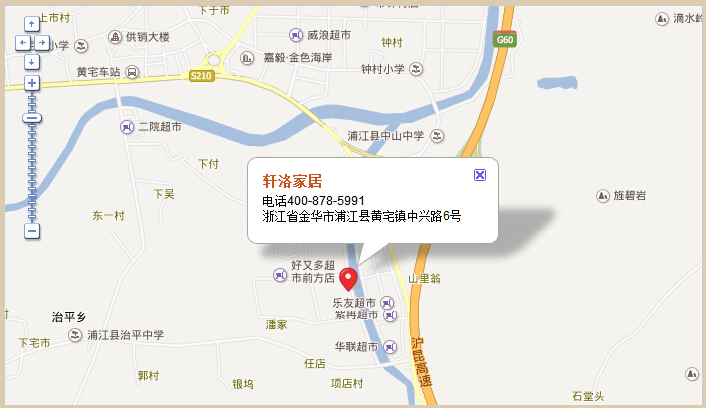 上市村
下于市
滴水岭
供销大楼
威浪超市
钟村
G60
小学
嘉毅·金色海岸
黄宅车站
S210
钟村小学
二院超市
浦江县中山中学
下付
下吴
轩洛家居
电话400-878-5991
浙江省金华市浦江县黄宅镇中兴路6号
旌碧岩
东一村
好又多超
市前方店
山里翁
乐友超市
紫冉超市
治平乡
潘家
浦江县治平中学
下宅市
华联超市
沪昆高速
任店
郭村
银坞
项店村
石堂头